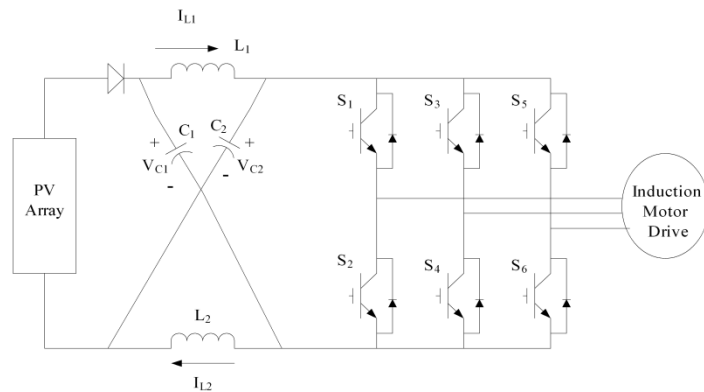 I_L1
L_1
S_1
S_3
S_5
+
C_1
C_2
+
V_C1
V_C2
-
-
PV
Array
Induction
Motor
Drive
S_2
S_4
S_6
L_2
I_L2